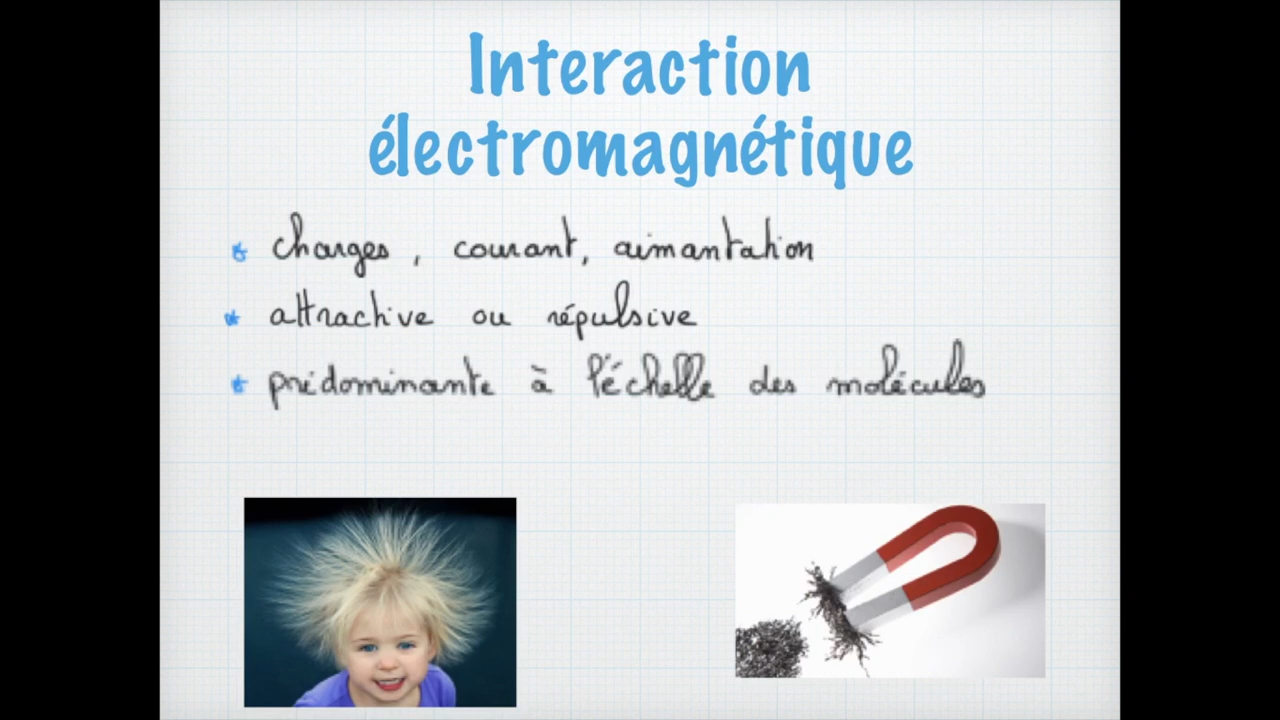 Interaction
électromagnétique
charges, courant, aimantation
attractive ou répulsive
prédominante à l'échelle des molécules